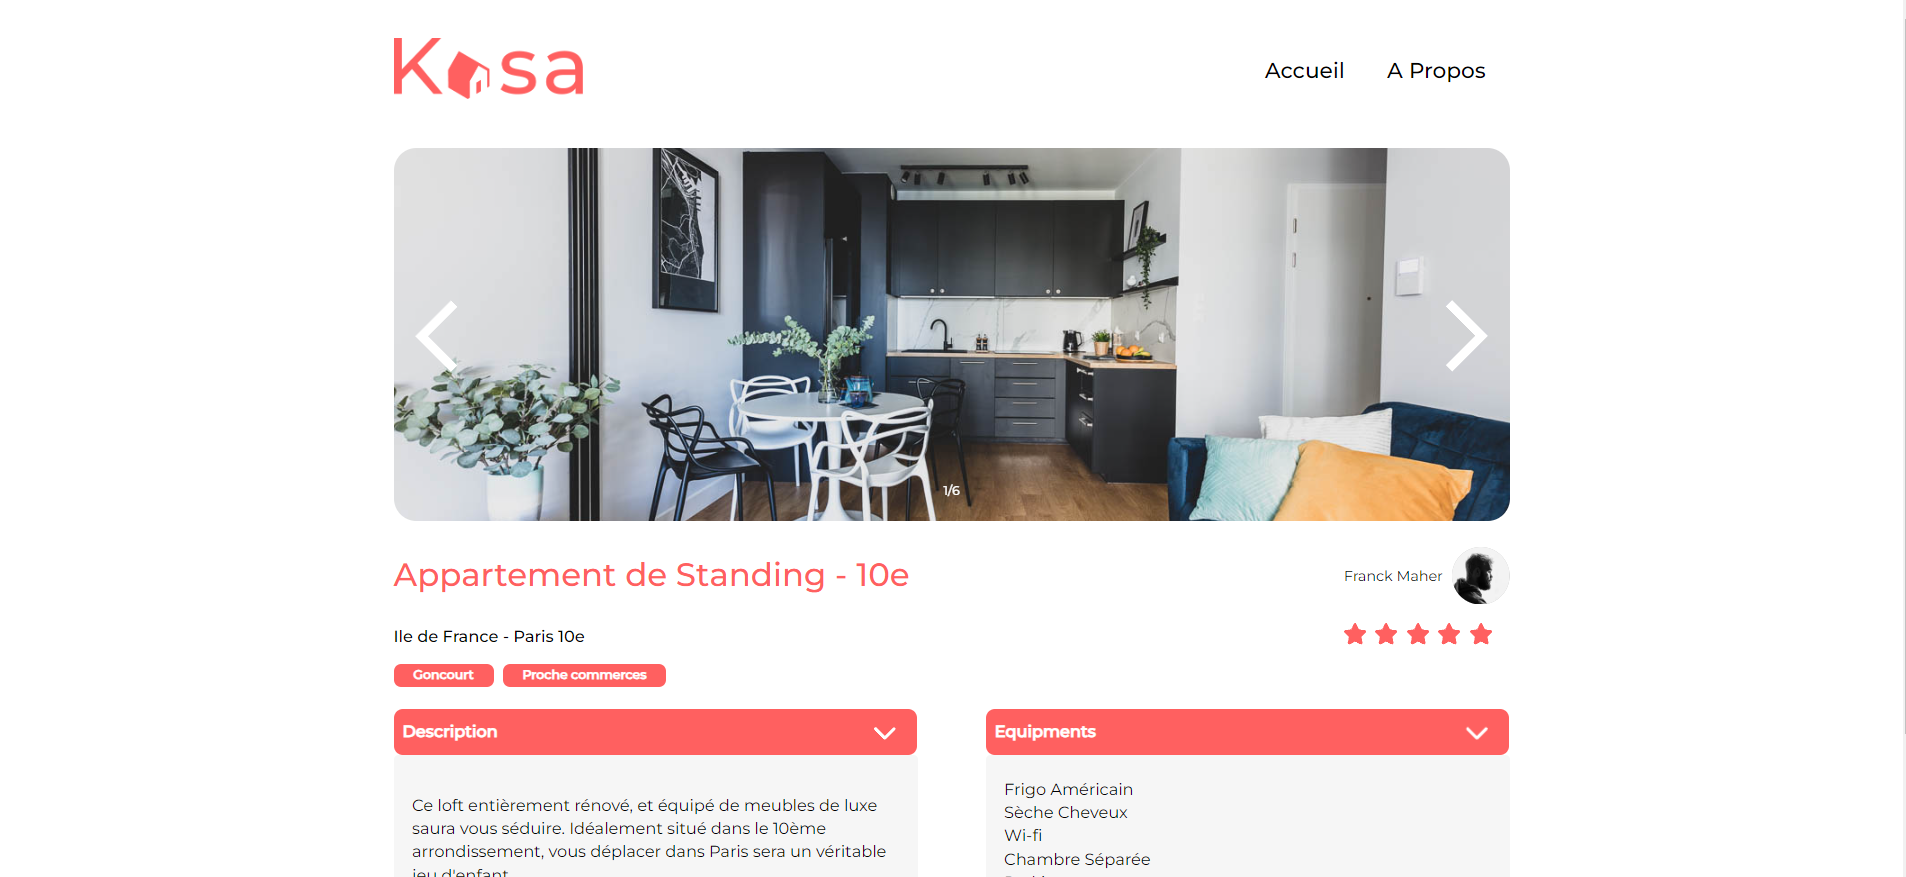 Kasa
Accueil
A Propos
1/6
Appartement de Standing - 10e
Franck Maher
Ile de France - Paris 10e
Goncourt
Proche commerces
Description
Equipments
Ce loft entièrement rénové, et équipé de meubles de luxe
saura vous séduire. Idéalement situé dans le 10ème
arrondissement, vous déplacer dans Paris sera un véritable
jeu d'enfant
Frigo Américain
Sèche Cheveux
Wi-fi
Chambre Séparée